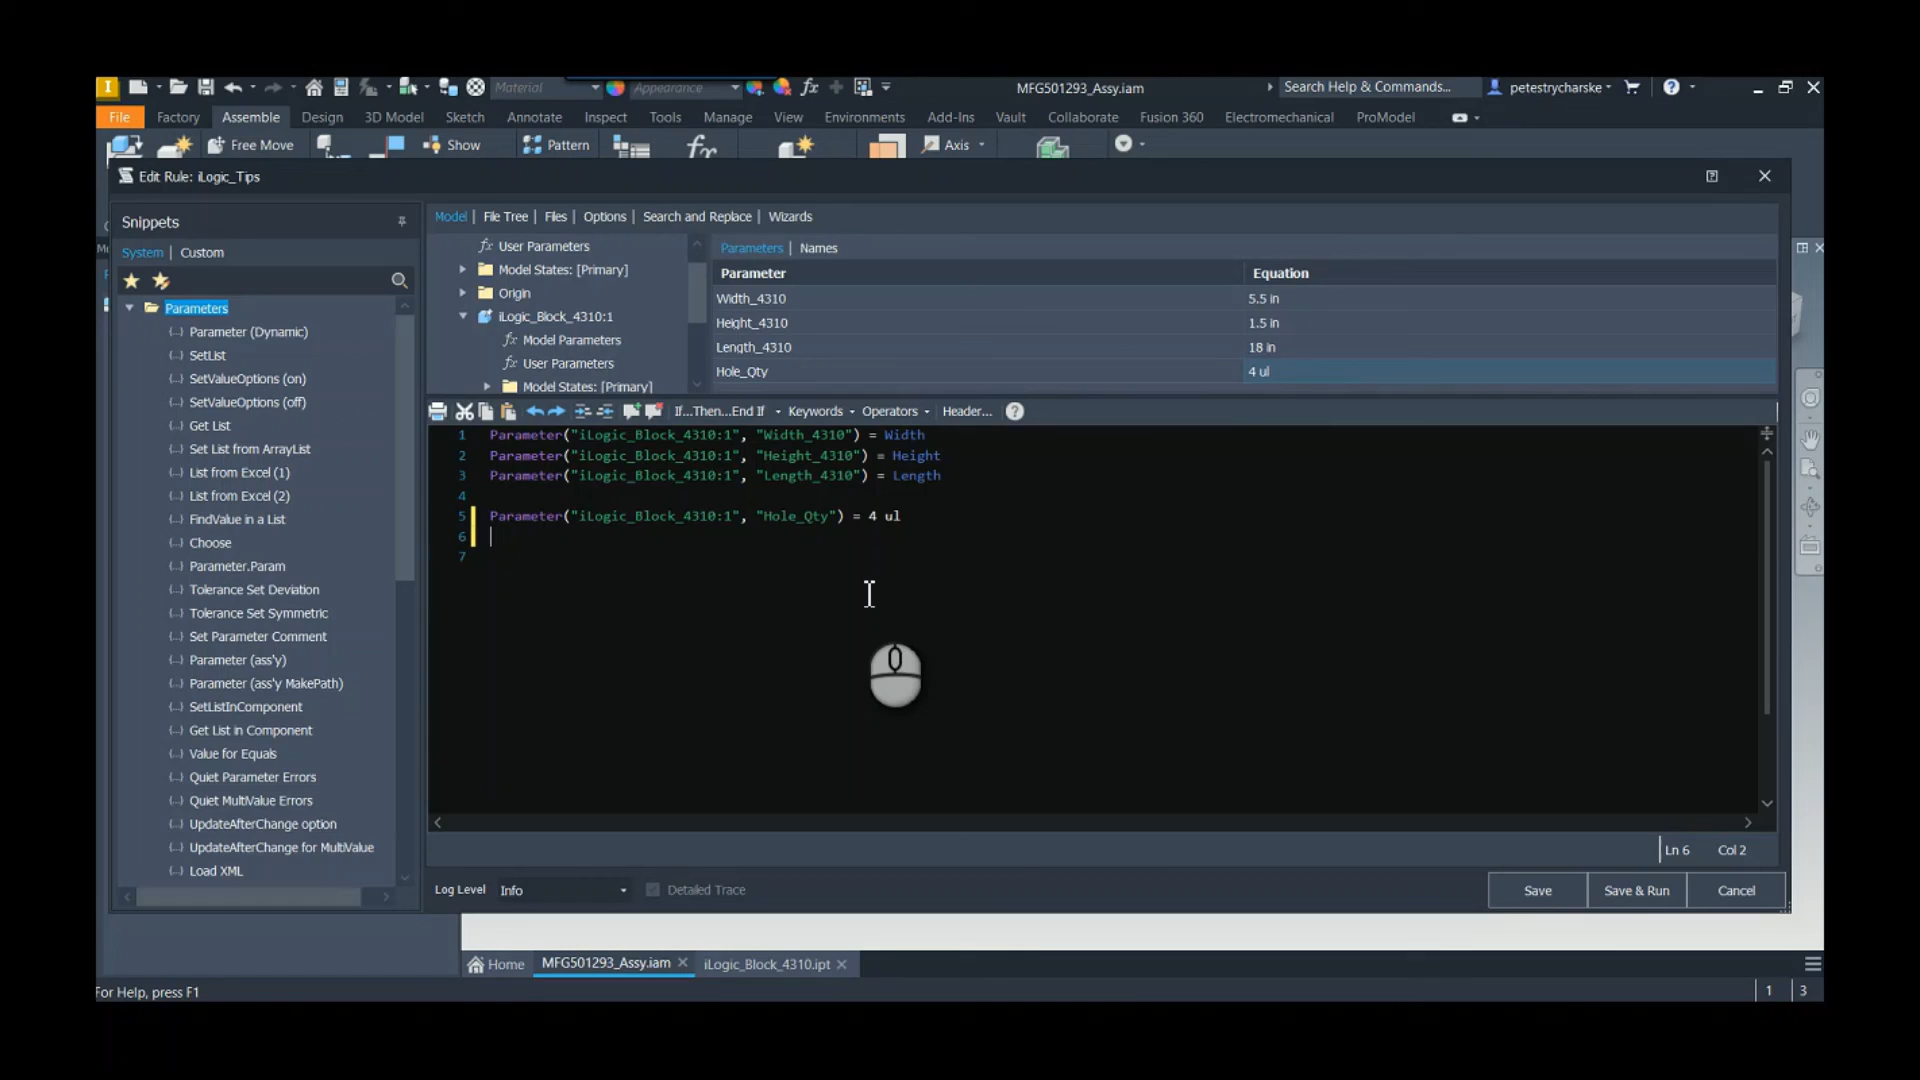 Material
Appearance
MFG501293_Assy.iam
Search Help & Commands...
petestrycharske
File Factory Assemble Design 3D Model Sketch Annotate Inspect Tools Manage View Environments Add-Ins Vault Collaborate Fusion 360 Electromechanical ProModel
Free Move Show Pattern Axis
Edit Rule: iLogic_Tips
Snippets
System | Custom
Parameters
Parameter (Dynamic)
SetList
SetValueOptions (on)
SetValueOptions (off)
Get List
Set List from ArrayList
List from Excel (1)
List from Excel (2)
FindValue in a List
Choose
Parameter.Param
Tolerance Set Deviation
Tolerance Set Symmetric
Set Parameter Comment
Parameter (ass'y)
Parameter (ass'y MakePath)
SetListInComponent
Get List in Component
Value for Equals
Quiet Parameter Errors
Quiet MultiValue Errors
UpdateAfterChange option
UpdateAfterChange for MultiValue
Load XML
Model | File Tree | Files | Options | Search and Replace | Wizards
User Parameters
Model States: [Primary]
Origin
iLogic_Block_4310:1
Model Parameters
User Parameters
Model States: [Primary]
Parameters | Names
Parameter Equation
Width_4310 5.5 in
Height_4310 1.5 in
Length_4310 18 in
Hole_Qty 4 ul
If...Then...End If Keywords Operators Header...
1 Parameter("iLogic_Block_4310:1", "Width_4310") = Width
2 Parameter("iLogic_Block_4310:1", "Height_4310") = Height
3 Parameter("iLogic_Block_4310:1", "Length_4310") = Length
4
5 Parameter("iLogic_Block_4310:1", "Hole_Qty") = 4 ul
6
7
Ln 6 Col 2
Log Level Info Detailed Trace
Save Save & Run Cancel
Home MFG501293_Assy.iam iLogic_Block_4310.ipt
For Help, press F1
1 3